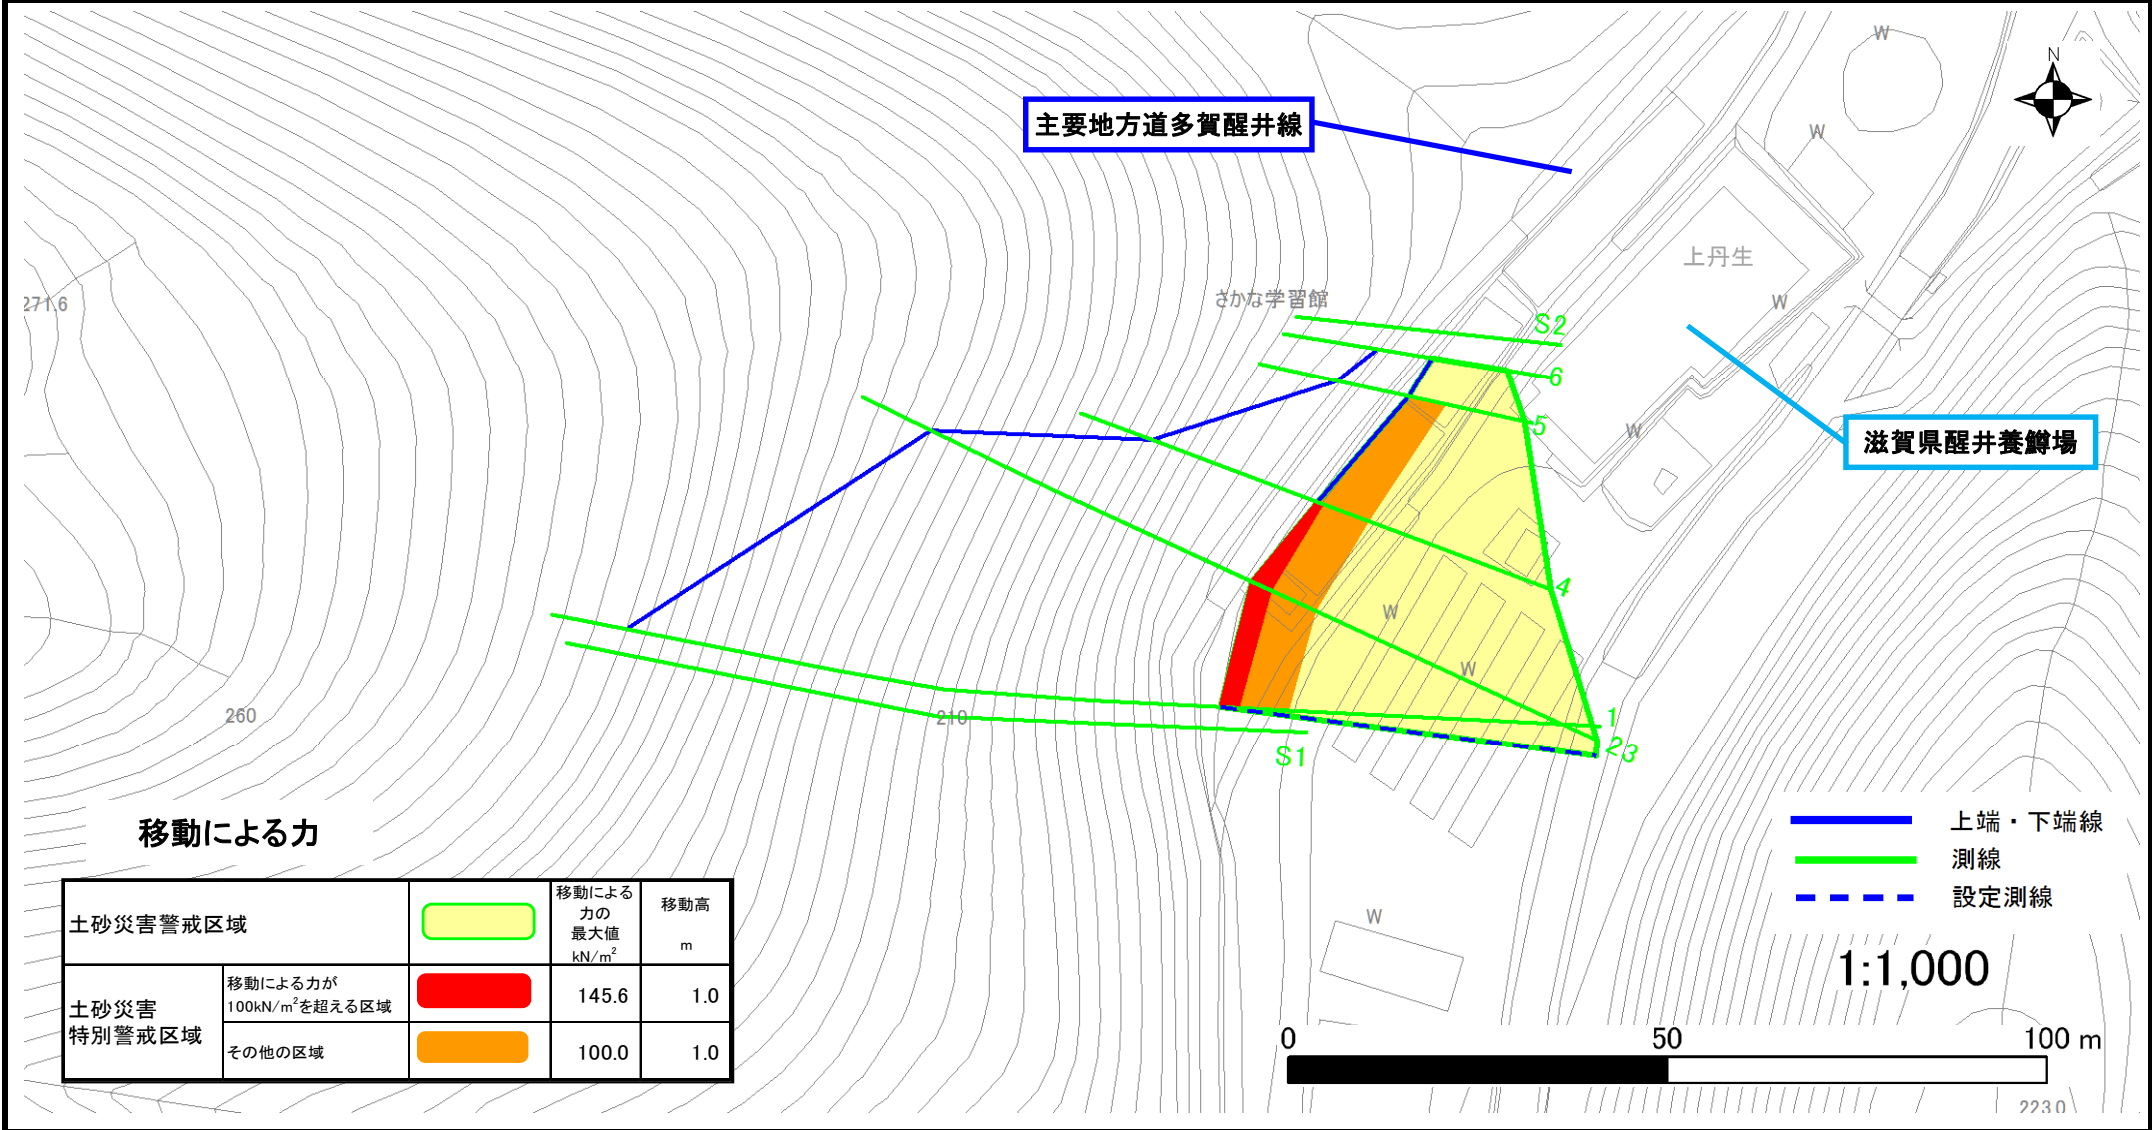 W
N
主要地方道多賀醒井線
W
上丹生
271.6
さかな学習館
W
S2
6
5
W
滋賀県醒井養鱒場
4
W
W
260
210
1
2
3
S1
移動による力
上端・下端線
測線
設定測線
土砂災害警戒区域
移動による
力の
最大値
kN/m²
移動高
m
土砂災害
特別警戒区域
移動による力が
100kN/m²を超える区域
145.6
1.0
その他の区域
100.0
1.0
W
1:1,000
0
50
100 m
223.0